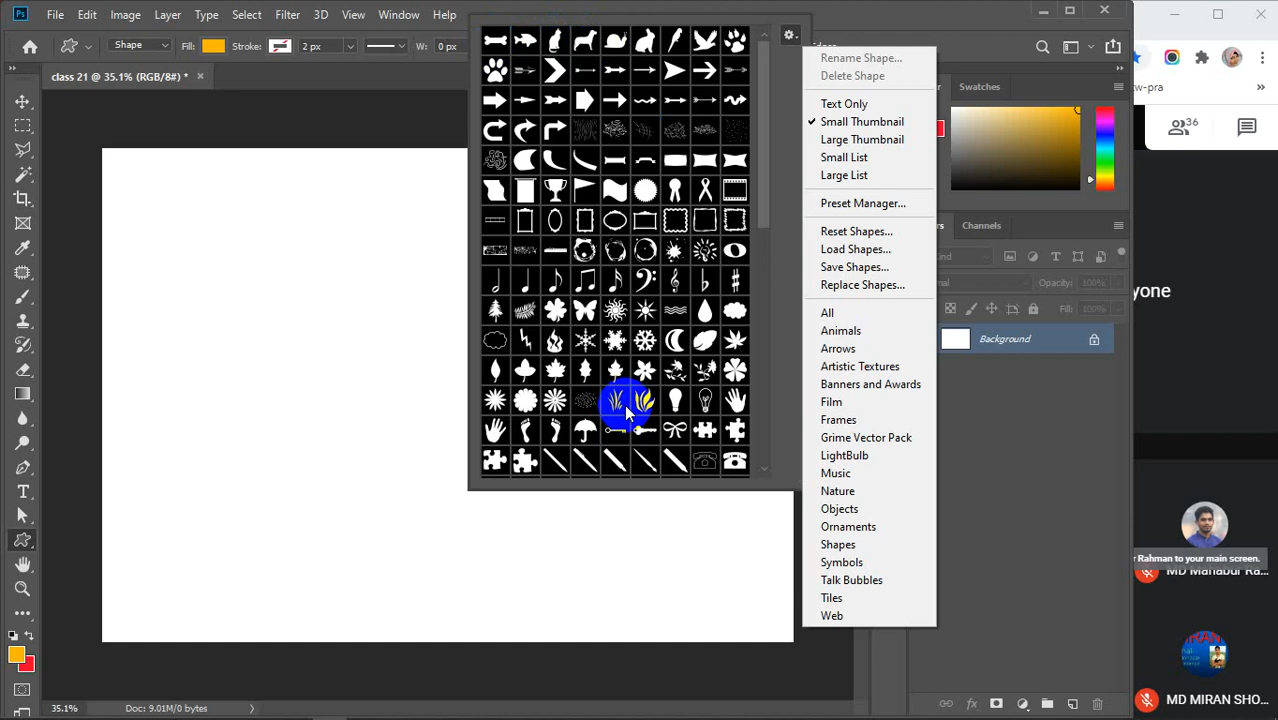 Ps File Edit Image Layer Type Select Filter 3D View Window Help
Shape Fill: Stroke: 2 px W: 0 px
class 21 @ 35.1% (RGB/8#) * ×
Rename Shape...
Delete Shape
Text Only
Small Thumbnail
Large Thumbnail
Small List
Large List
Preset Manager...
Reset Shapes...
Load Shapes...
Save Shapes...
Replace Shapes...
All
Animals
Arrows
Artistic Textures
Banners and Awards
Film
Frames
Grime Vector Pack
LightBulb
Music
Nature
Objects
Ornaments
Shapes
Symbols
Talk Bubbles
Tiles
Web
Swatches
Channels
Opacity: 100%
Fill: 100%
Background
35.1% Doc: 9.01M/0 bytes
36
yone
r Rahman to your main screen.
MD Mahabur Ra...
MD MIRAN SHO...